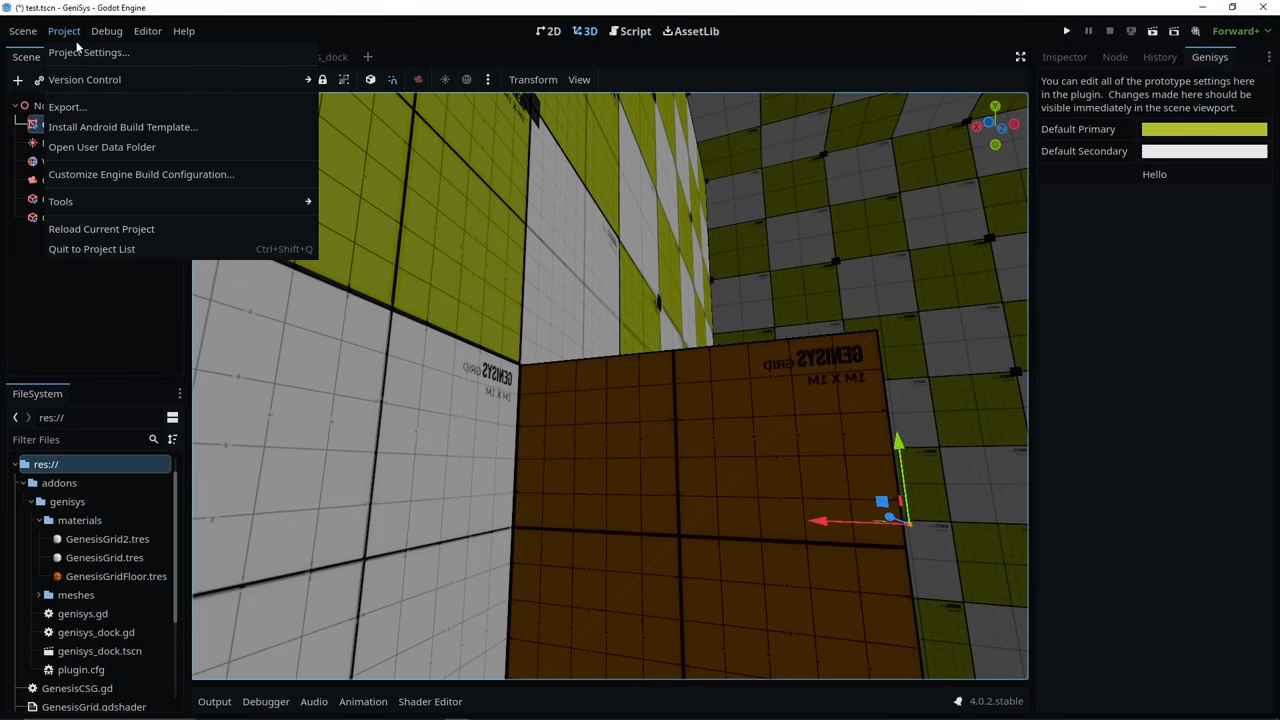 (*) test.tscn - GeniSys - Godot Engine
Scene Project Debug Editor Help
2D 3D Script AssetLib
Forward+
Scene
_dock
Inspector Node History Genisys
Project Settings...
Version Control
Export...
Install Android Build Template...
Open User Data Folder
Customize Engine Build Configuration...
Tools
Reload Current Project
Quit to Project List Ctrl+Shift+Q
Transform View
You can edit all of the prototype settings here
in the plugin. Changes made here should be
visible immediately in the scene viewport.
Default Primary
Default Secondary
Hello
Y
X
Z
GENISYS GRID
1M X 1M
GENISYS GRID
1M X 1M
FileSystem
res://
Filter Files
res://
addons
genisys
materials
GenesisGrid2.tres
GenesisGrid.tres
GenesisGridFloor.tres
meshes
genisys.gd
genisys_dock.gd
genisys_dock.tscn
plugin.cfg
GenesisCSG.gd
GenesisGrid.gdshader
Output Debugger Audio Animation Shader Editor
4.0.2.stable